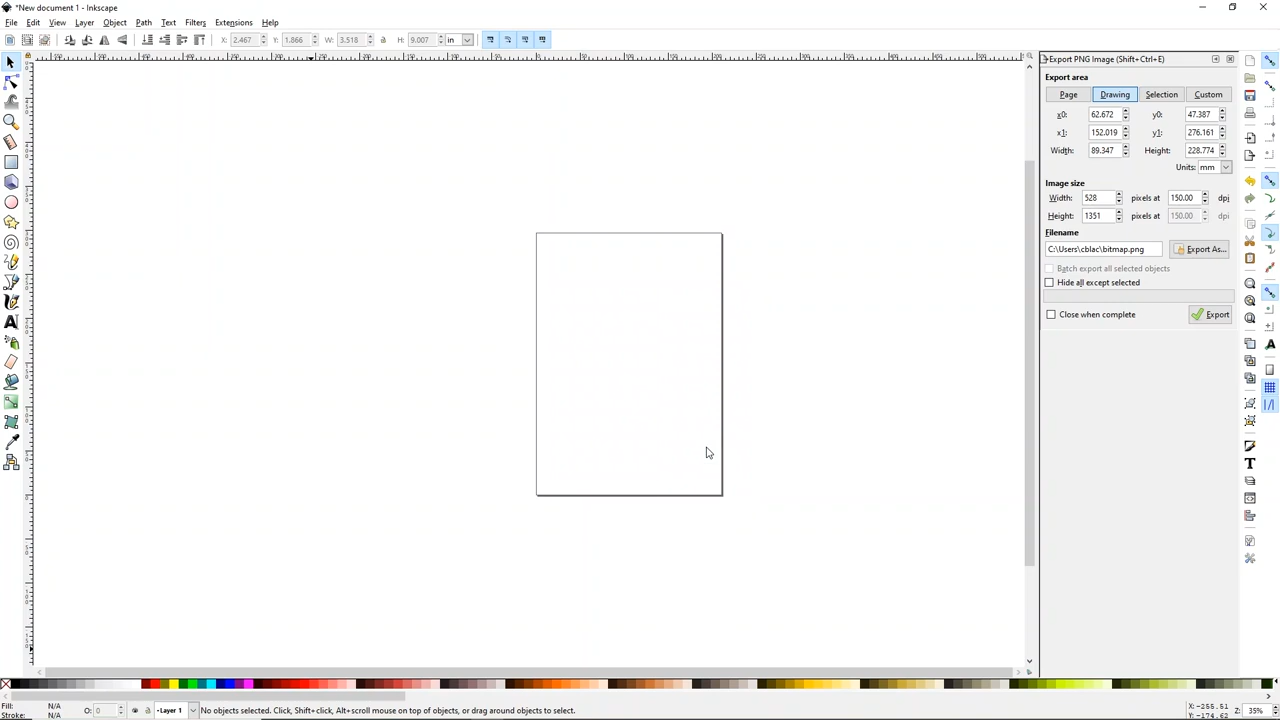 *New document 1 - Inkscape
File Edit View Layer Object Path Text Filters Extensions Help
X: 2.467 Y: 1.866 W: 3.518 H: 9.007 in
Export PNG Image (Shift+Ctrl+E)
Export area
Page Drawing Selection Custom
x0: 62.672 y0: 47.387
x1: 152.019 y1: 276.161
Width: 89.347 Height: 228.774
Units: mm
Image size
Width: 528 pixels at 150.00 dpi
Height: 1351 pixels at 150.00 dpi
Filename
C:\Users\cblac\bitmap.png Export As...
Batch export all selected objects
Hide all except selected
Close when complete Export
Fill: N/A
Stroke: N/A
O: 0
Layer 1
No objects selected. Click, Shift+click, Alt+scroll mouse on top of objects, or drag around objects to select.
X: -255.51
Y: -174.62
Z: 35%